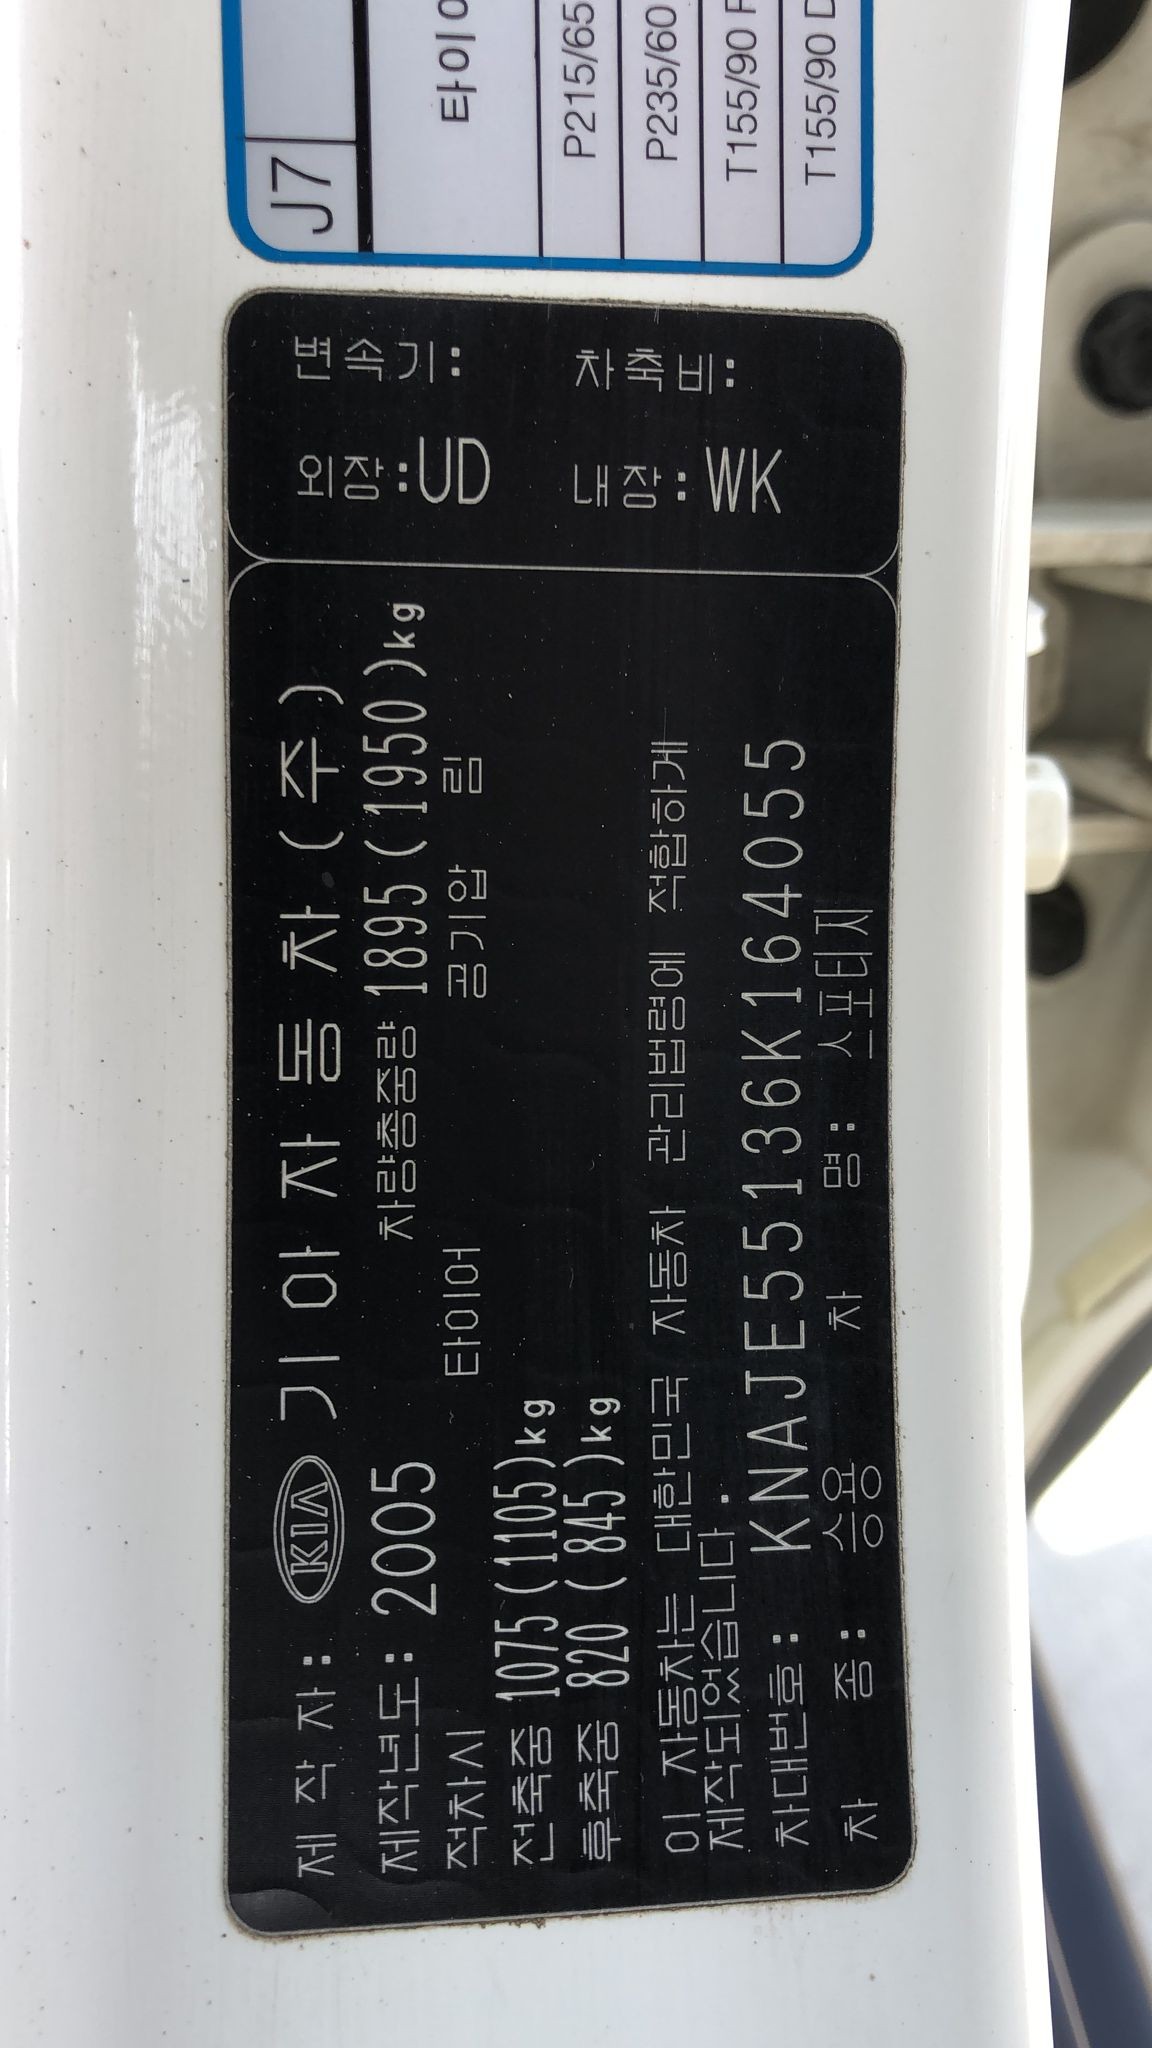 제 작 자: KIA 기아자동차(주)
제작년도: 2005 차량총중량 1895(1950)kg
적차시 타이어 공기압 림
전축중 1075(1105)kg
후축중 820 (845)kg
이 자동차는 대한민국 자동차 관리법령에 적합하게
제작되었습니다.
차대번호: KNAJE55136K164055
차 종: 승용 차 명: 스포티지
변속기:
외장:UD
차축비:
내장:WK
J7
타이
P215/65
P235/60
T155/90
T155/90